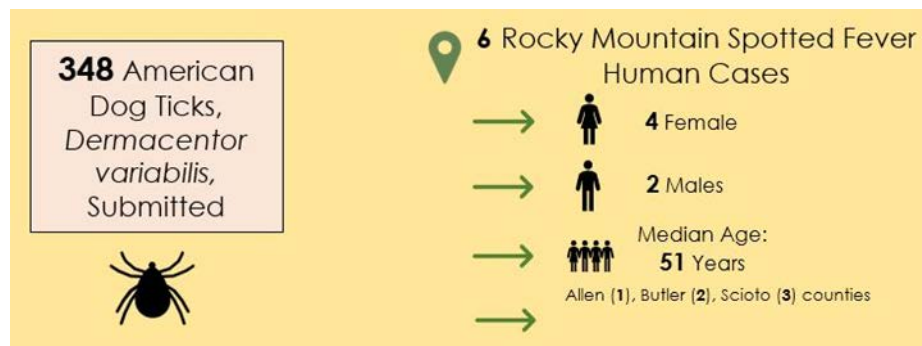 348 American
Dog Ticks,
Dermacentor
variabilis,
Submitted
6 Rocky Mountain Spotted Fever
Human Cases
4 Female
2 Males
Median Age:
51 Years
Allen (1), Butler (2), Scioto (3) counties